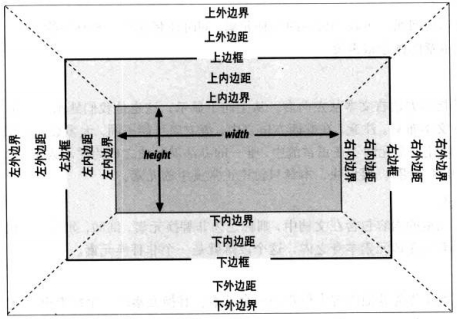 上外边界
上外边距
上边框
上内边距
上内边界
左外边界
左外边距
左边框
左内边距
左内边界
width
height
右内边界
右内边距
右边框
右外边距
右外边界
下内边界
下内边距
下边框
下外边距
下外边界